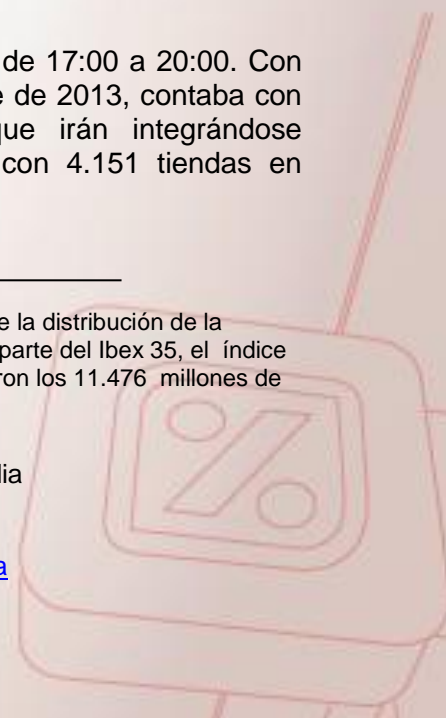 de 17:00 a 20:00. Con
e de 2013, contaba con
que irán integrándose
con 4.151 tiendas en
e la distribución de la
parte del Ibex 35, el índice
ron los 11.476 millones de
lia
a